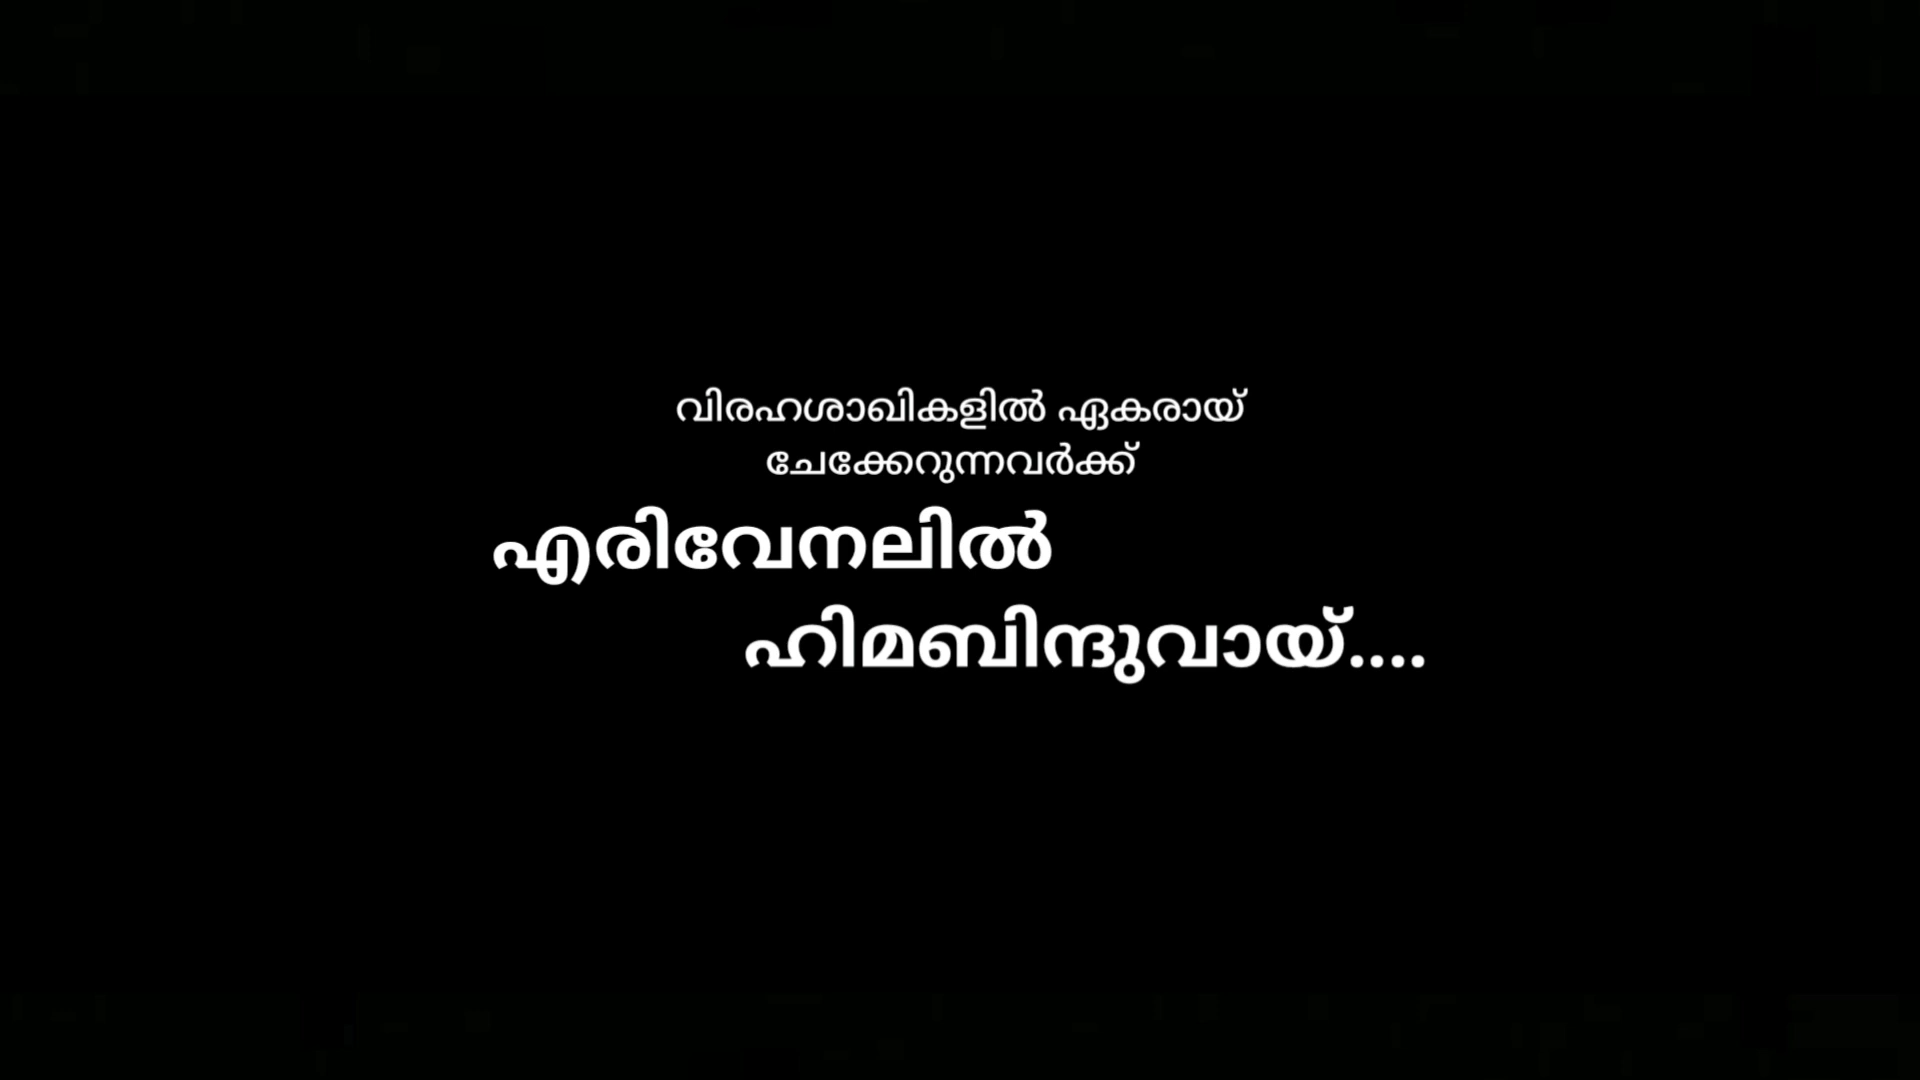 വിരഹശാഖികളിൽ ഏകരായ്
ചേക്കേറുന്നവർക്ക്
എരിവേനലിൽ
ഹിമബിന്ദുവായ്....